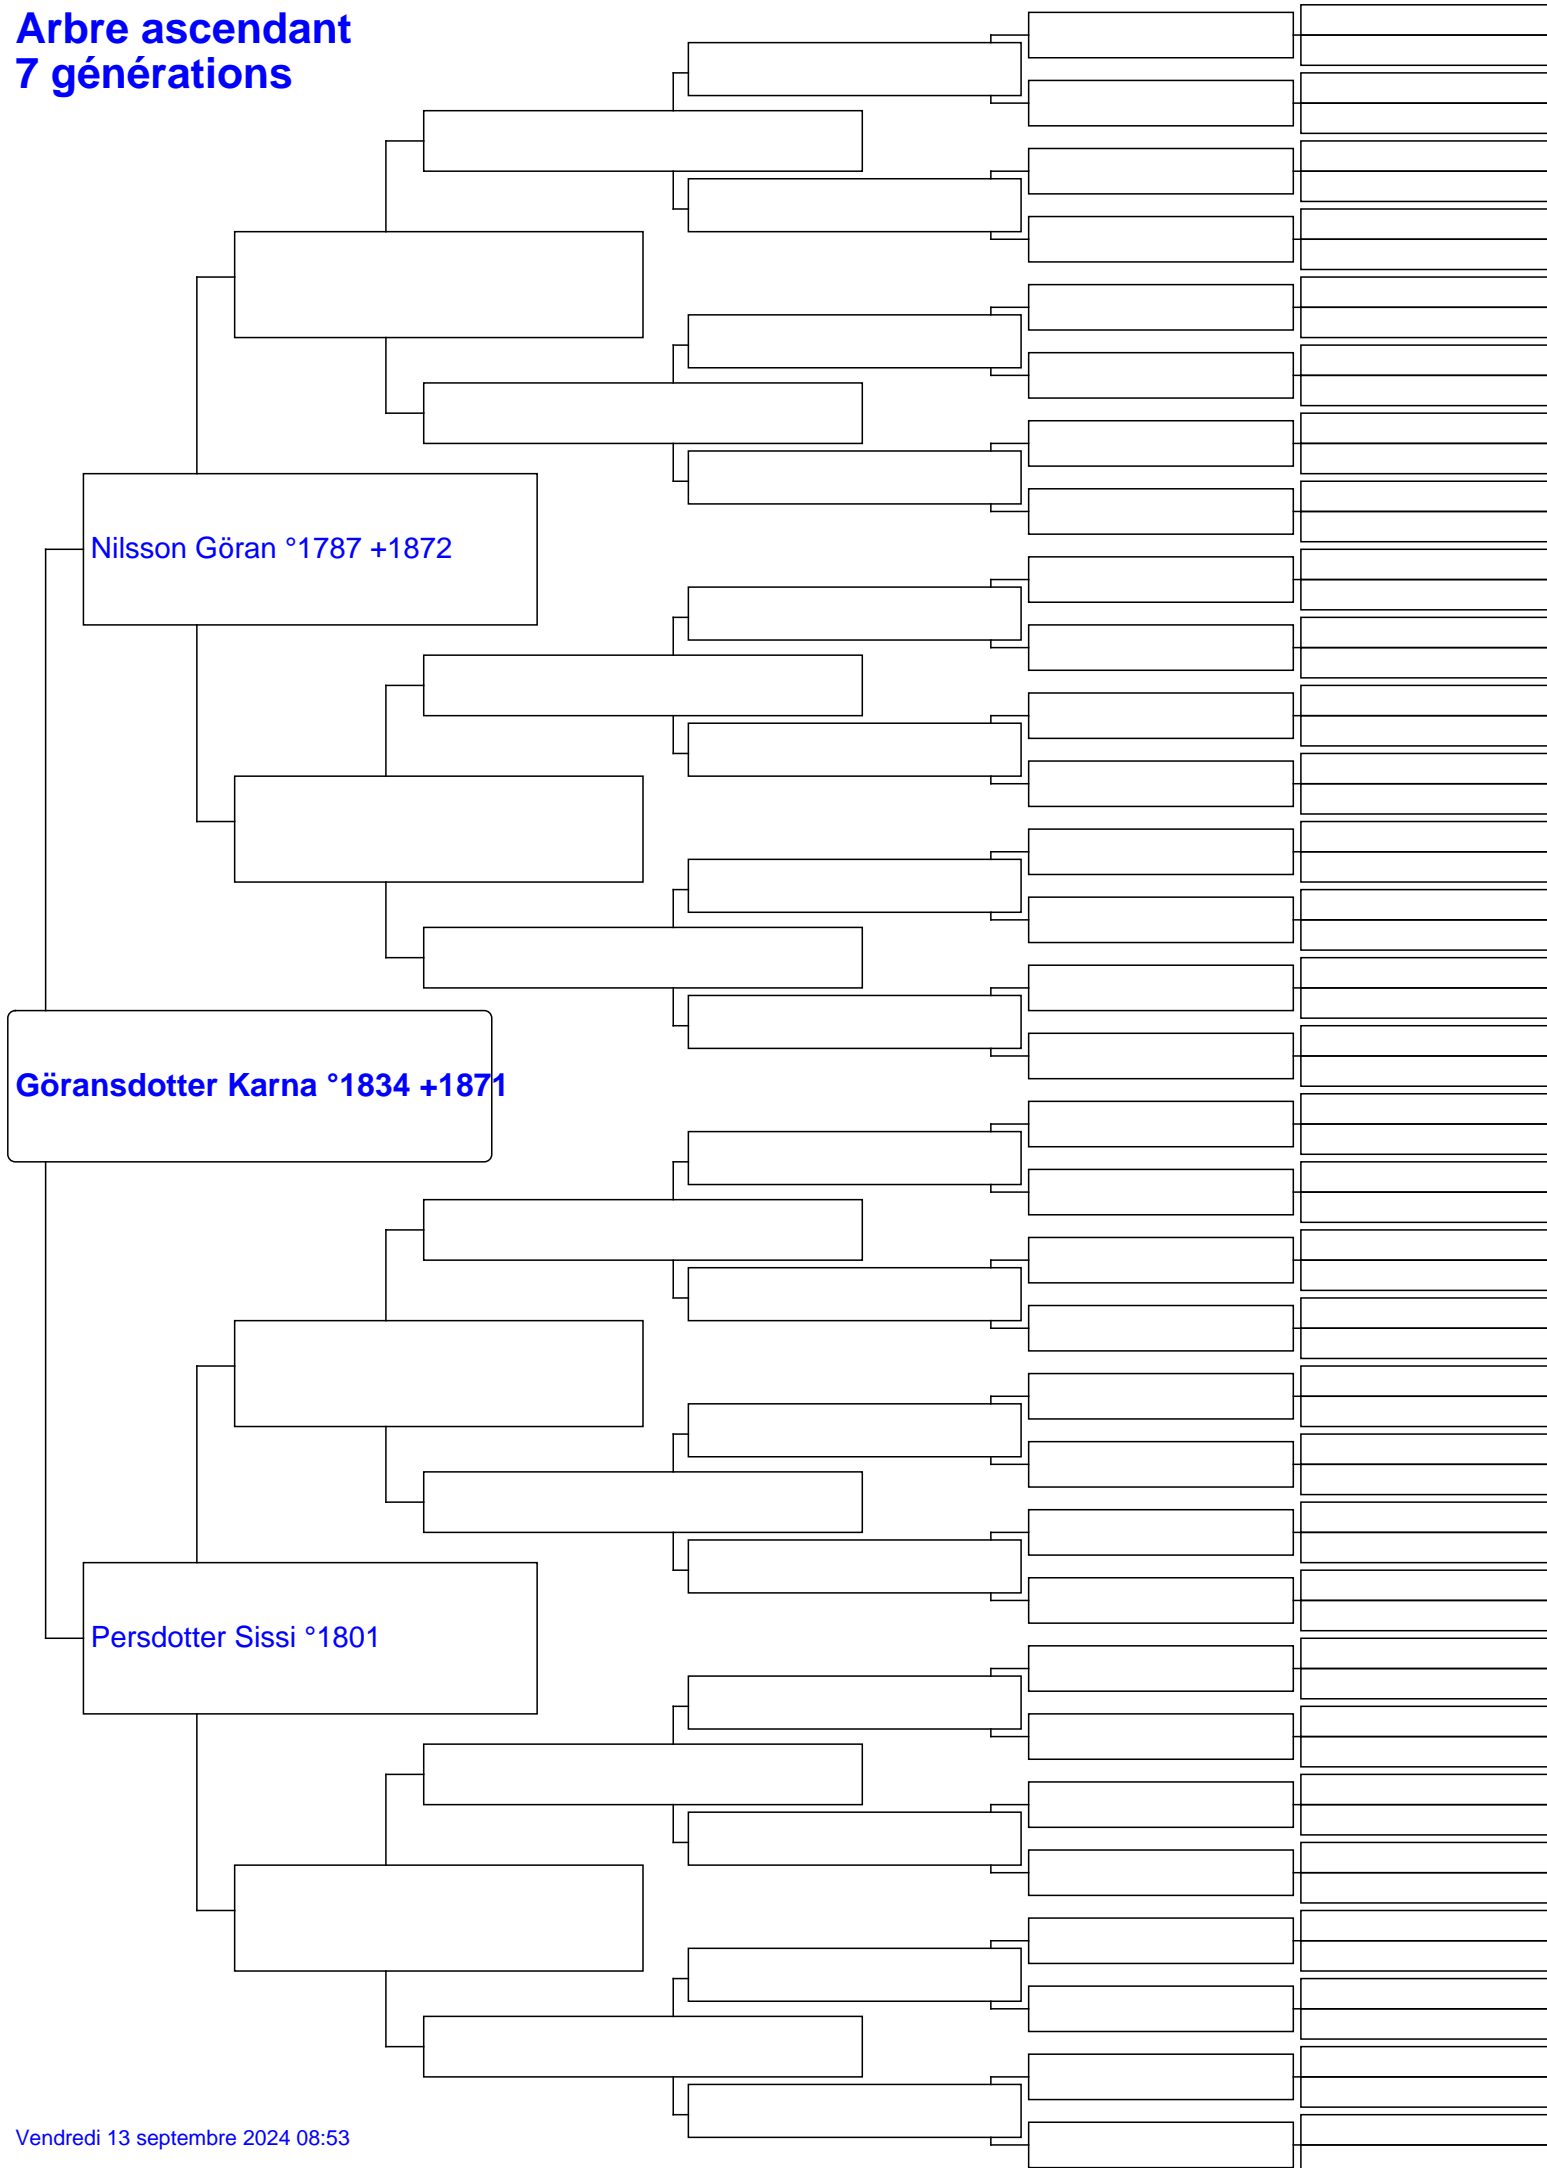 Arbre ascendant
7 générations
Nilsson Göran °1787 +1872
Göransdotter Karna °1834 +1871
Persdotter Sissi °1801
Vendredi 13 septembre 2024 08:53